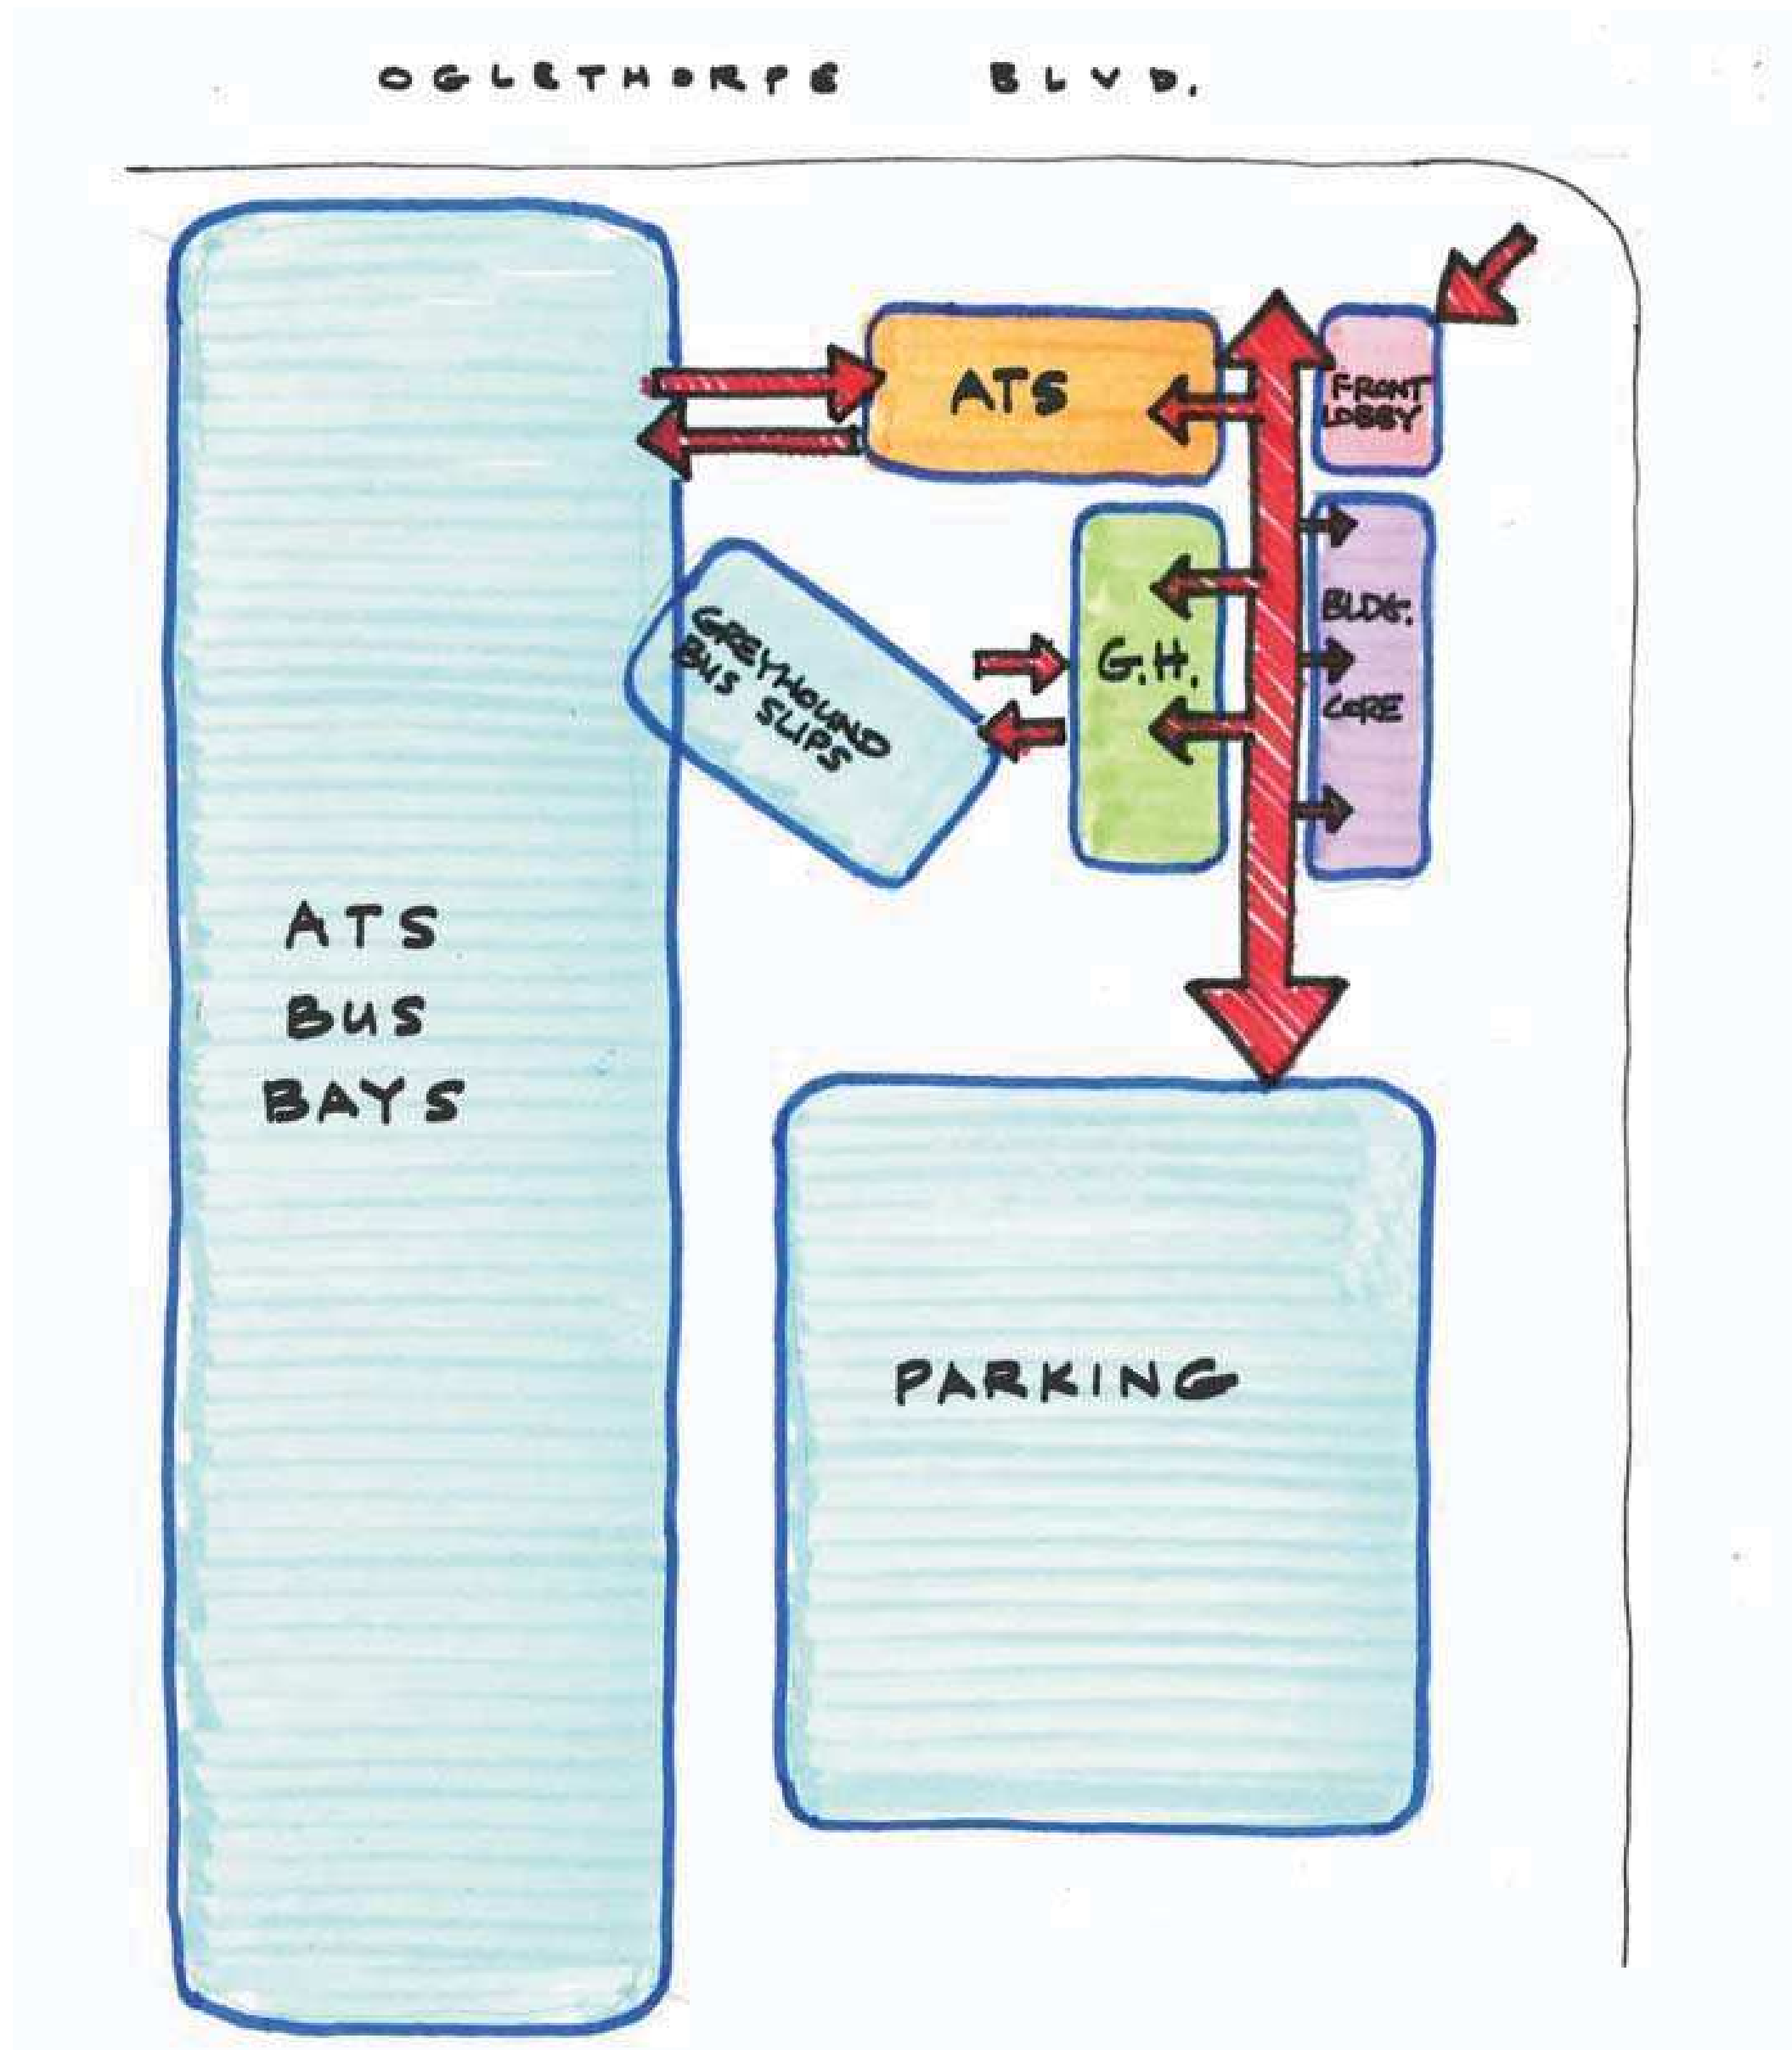 OGLETHORPE BLVD.
ATS
FRONT
LOBBY
GREYHOUND
BUS SLIPS
G.H.
BLDG.
CORE
ATS
BUS
BAYS
PARKING